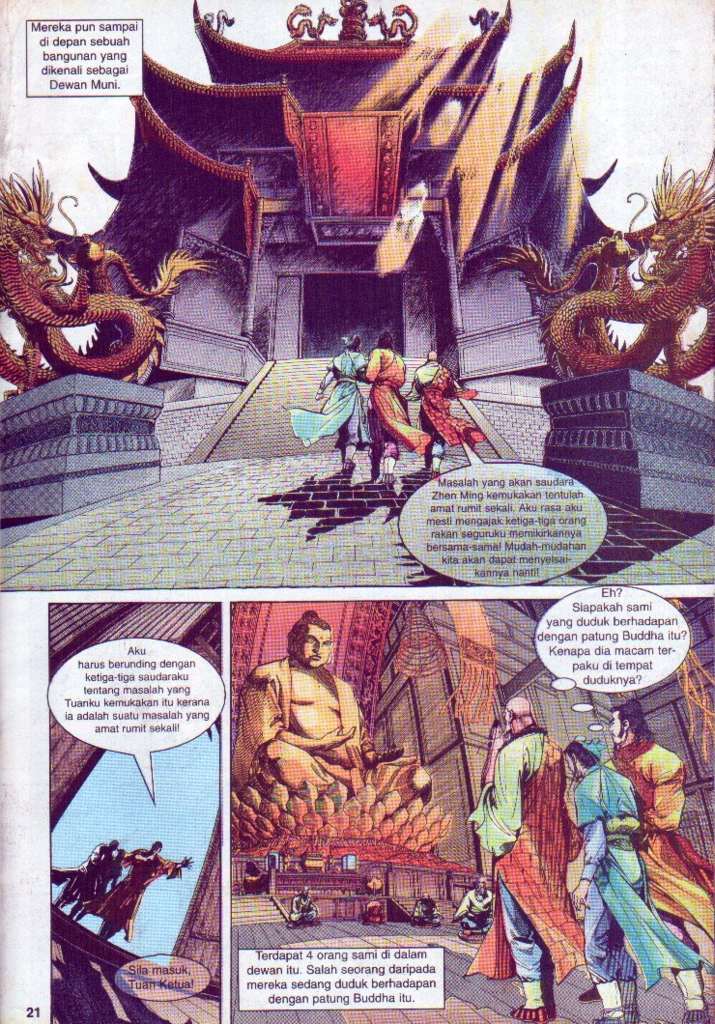 Mereka pun sampai
di depan sebuah
bangunan yang
dikenali sebagai
Dewan Muni.
Masalah yang akan saudara
Zhen Ming kemukakan tentulah
amat rumit sekali. Aku rasa aku
mesti mengajak ketiga-tiga orang
rakan seguruku memikirkannya
bersama-sama! Mudah-mudahan
kita akan dapat menyelsai-
kannya nanti!
Aku
harus berunding dengan
ketiga-tiga saudaraku
tentang masalah yang
Tuanku kemukakan itu kerana
ia adalah suatu masalah yang
amat rumit sekali!
Sila masuk,
Tuan Ketua!
Eh?
Siapakah sami
yang duduk berhadapan
dengan patung Buddha itu?
Kenapa dia macam ter-
paku di tempat
duduknya?
Terdapat 4 orang sami di dalam
dewan itu. Salah seorang daripada
mereka sedang duduk berhadapan
dengan patung Buddha itu.
21